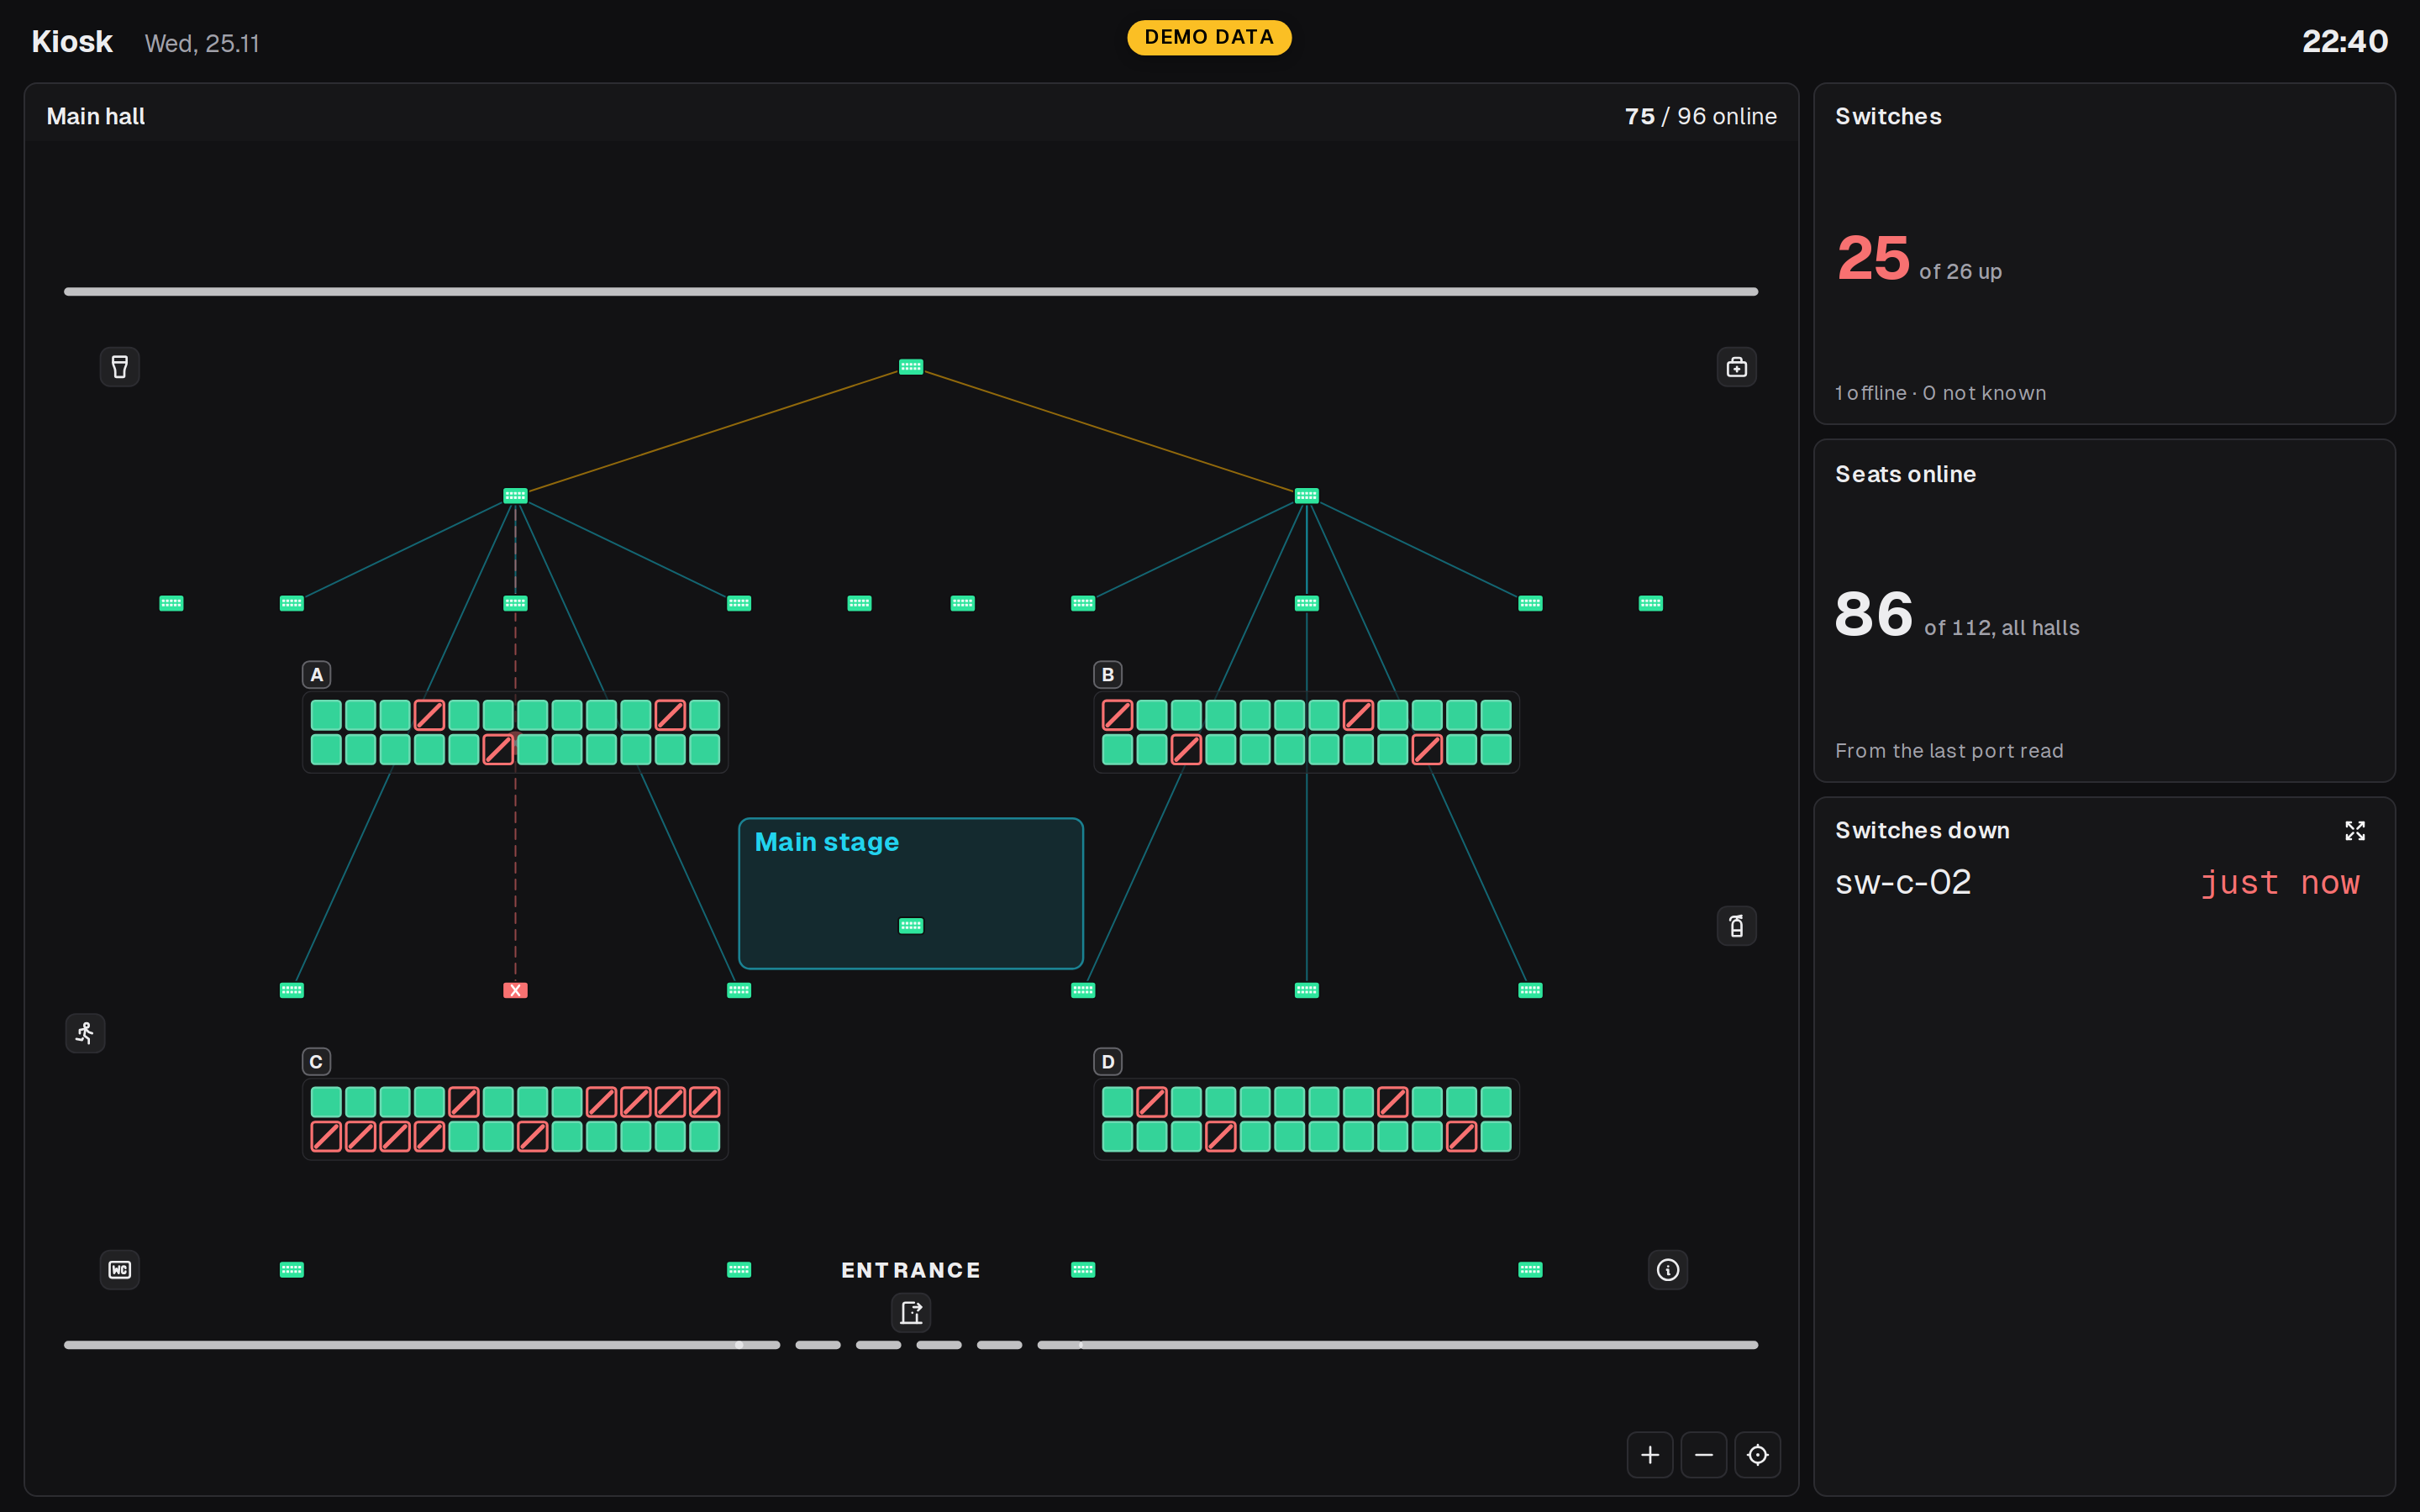 Kiosk Wed, 25.11 DEMO DATA 22:40
Main hall 75 / 96 online
A B
Main stage
C D
WC ENTRANCE
Switches
25 of 26 up
1 offline · 0 not known
Seats online
86 of 112, all halls
From the last port read
Switches down
sw-c-02 just now